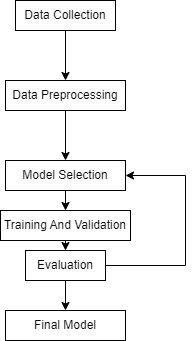 Data Collection
Data Preprocessing
Model Selection
Training And Validation
Evaluation
Final Model